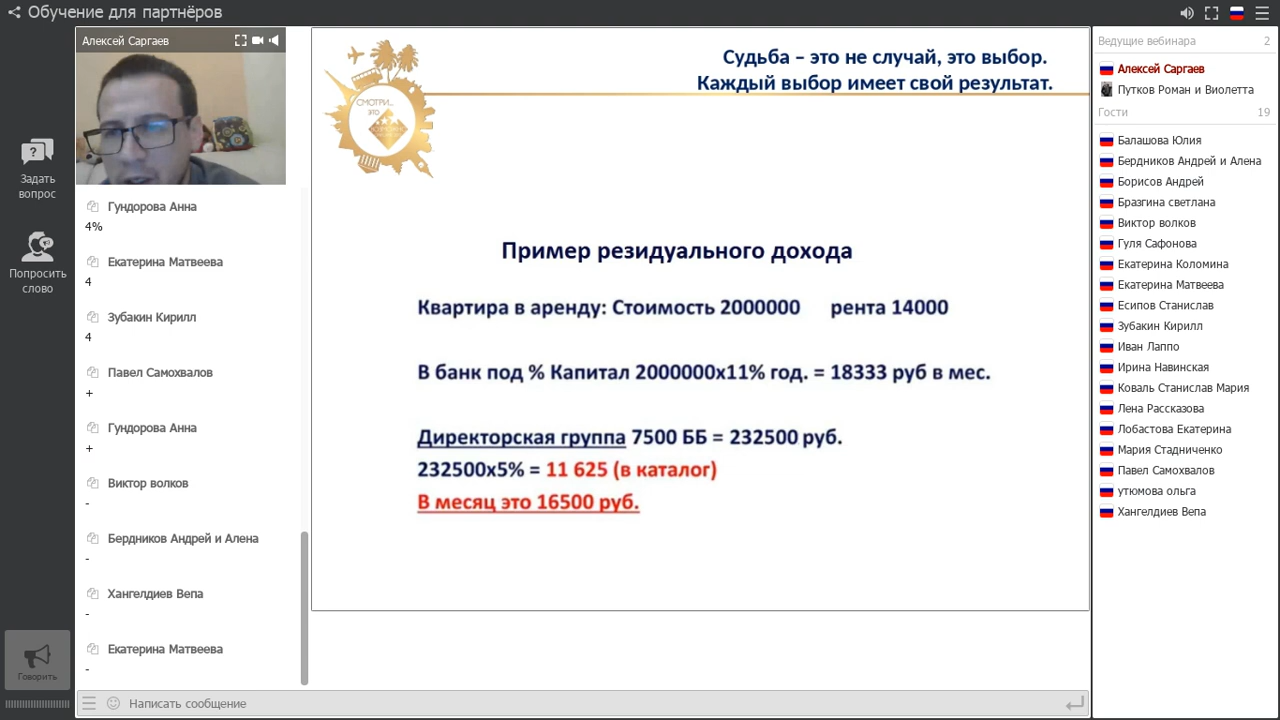 Обучение для партнёров
Задать
вопрос
Попросить
слово
Говорить
Алексей Саргаев
Гундорова Анна
4%
Екатерина Матвеева
4
Зубакин Кирилл
4
Павел Самохвалов
+
Гундорова Анна
+
Виктор волков
-
Бердников Андрей и Алена
-
Хангелдиев Вепа
-
Екатерина Матвеева
-
Написать сообщение
Судьба – это не случай, это выбор.
Каждый выбор имеет свой результат.
СМОТРИ...
ЭТО
Пример резидуального дохода
Квартира в аренду: Стоимость 2000000 рента 14000
В банк под % Капитал 2000000х11% год. = 18333 руб в мес.
Директорская группа 7500 ББ = 232500 руб.
232500х5% = 11 625 (в каталог)
В месяц это 16500 руб.
Ведущие вебинара 2
Алексей Саргаев
Путков Роман и Виолетта
Гости 19
Балашова Юлия
Бердников Андрей и Алена
Борисов Андрей
Бразгина светлана
Виктор волков
Гуля Сафонова
Екатерина Коломина
Екатерина Матвеева
Есипов Станислав
Зубакин Кирилл
Иван Лаппо
Ирина Навинская
Коваль Станислав Мария
Лена Рассказова
Лобастова Екатерина
Мария Стадниченко
Павел Самохвалов
утюмова ольга
Хангелдиев Вепа